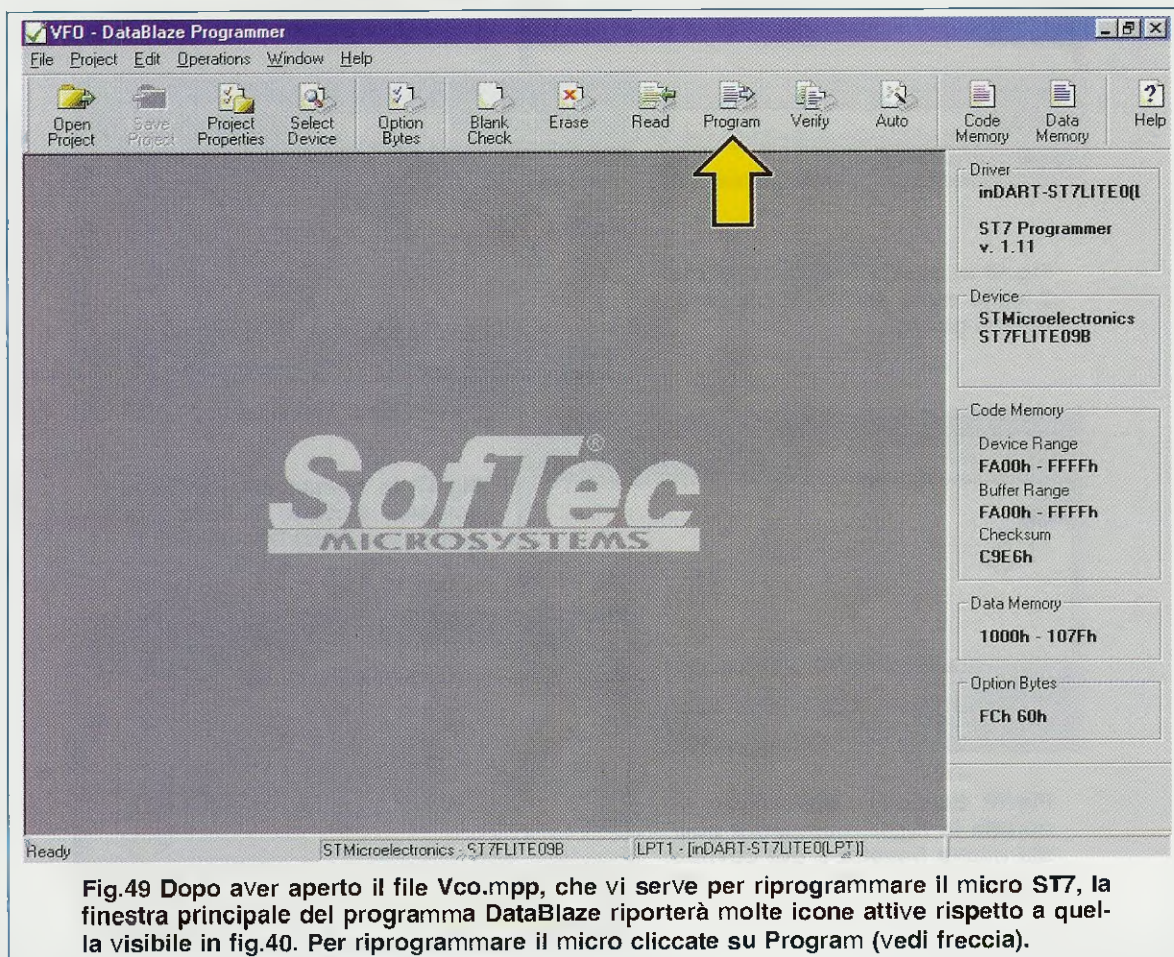 VFO - DataBlaze Programmer
File Project Edit Operations Window Help
Open Project
Save Project
Project Properties
Select Device
Option Bytes
Blank Check
Erase
Read
Program
Verify
Auto
Code Memory
Data Memory
Help
Driver
inDART-ST7LITE0(L
ST7 Programmer
v. 1.11
Device
STMicroelectronics
ST7FLITE09B
Code Memory
Device Range
FA00h - FFFFh
Buffer Range
FA00h - FFFFh
Checksum
C9E6h
Data Memory
1000h - 107Fh
Option Bytes
FCh 60h
SofTec®
MICROSYSTEMS
Ready STMicroelectronics - ST7FLITE09B LPT1 - [inDART-ST7LITE0(LPT)]
Fig.49 Dopo aver aperto il file Vco.mpp, che vi serve per riprogrammare il micro ST7, la
finestra principale del programma DataBlaze riporterà molte icone attive rispetto a quel-
la visibile in fig.40. Per riprogrammare il micro cliccate su Program (vedi freccia).